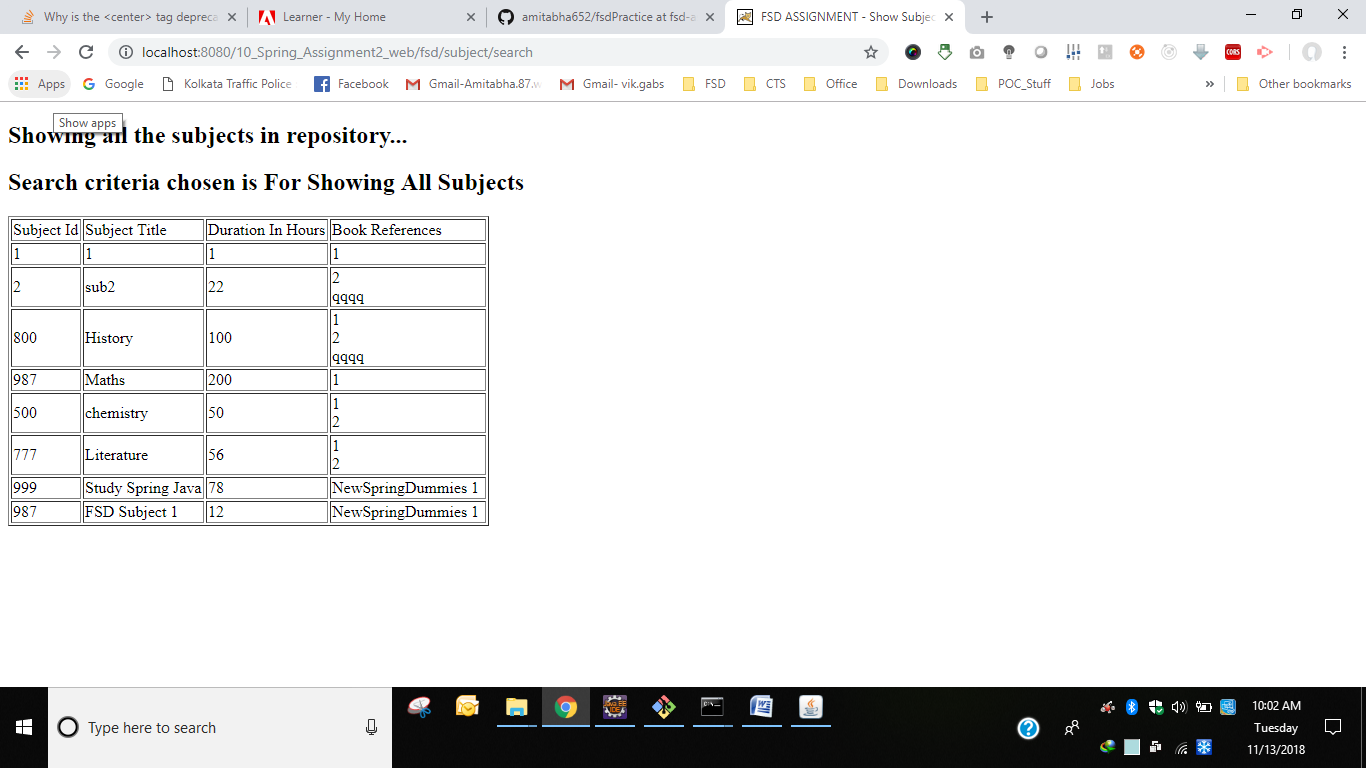 Why is the <center> tag depreca
Learner - My Home
amitabha652/fsdPractice at fsd-a
FSD ASSIGNMENT - Show Subjec
localhost:8080/10_Spring_Assignment2_web/fsd/subject/search
CORS
Apps Google Kolkata Traffic Police Facebook Gmail-Amitabha.87.w Gmail- vik.gabs FSD CTS Office Downloads POC_Stuff Jobs » Other bookmarks
Show apps
Showing all the subjects in repository...
Search criteria chosen is For Showing All Subjects
Subject Id Subject Title Duration In Hours Book References
1 1 1 1
2 sub2 22 2
qqqq
800 History 100 1
2
qqqq
987 Maths 200 1
500 chemistry 50 1
2
777 Literature 56 1
2
999 Study Spring Java 78 NewSpringDummies 1
987 FSD Subject 1 12 NewSpringDummies 1
Type here to search
10:02 AM
Tuesday
11/13/2018